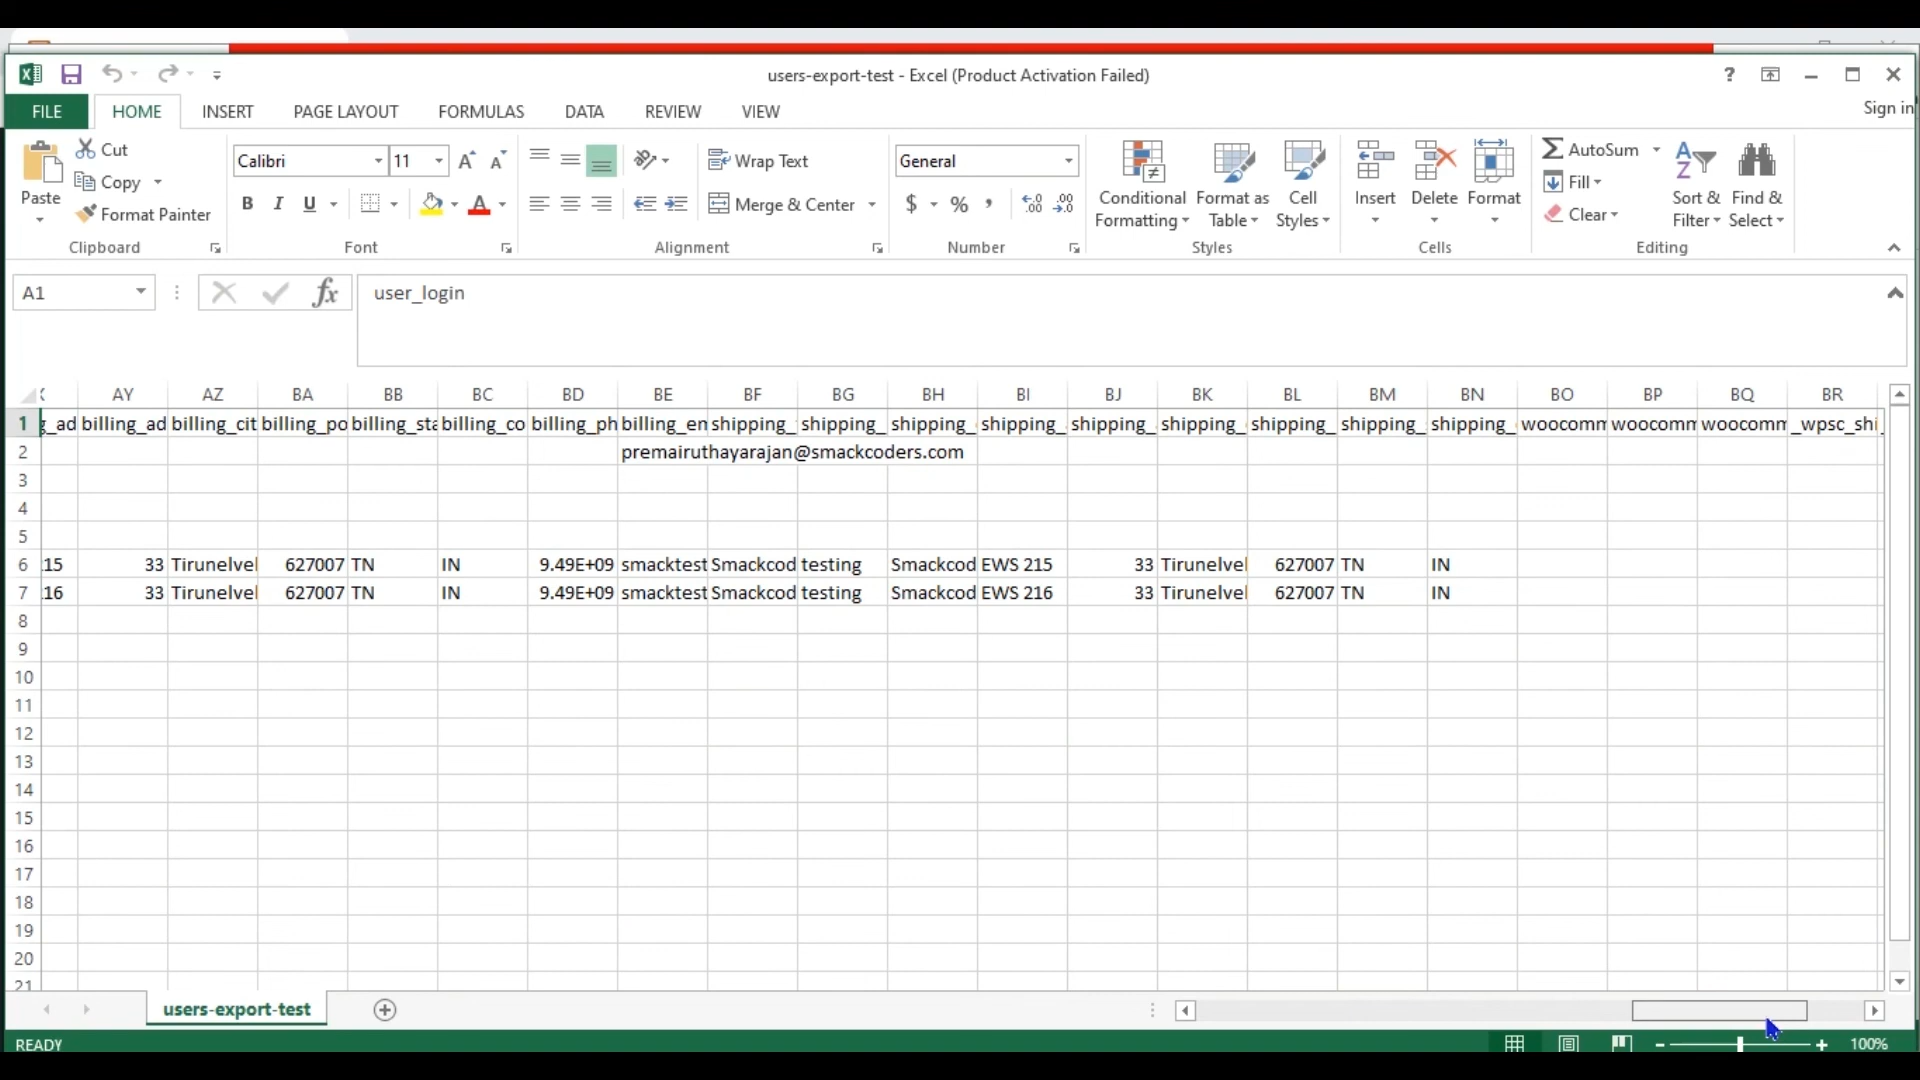 users-export-test - Excel (Product Activation Failed)
?
FILE HOME INSERT PAGE LAYOUT FORMULAS DATA REVIEW VIEW Sign in
Paste Cut Copy Format Painter Clipboard
Calibri 11 B I U A Font
Wrap Text Merge & Center Alignment
General $ % , Number
Conditional Formatting Format as Table Cell Styles Styles
Insert Delete Format Cells
AutoSum Fill Clear Sort & Filter Find & Select Editing
A1 fx user_login
AY AZ BA BB BC BD BE BF BG BH BI BJ BK BL BM BN BO BP BQ BR
1 _ad billing_ad billing_cit billing_po billing_sta billing_co billing_ph billing_en shipping_ shipping_ shipping_ shipping_ shipping_ shipping_ shipping_ shipping_ shipping_ woocomm woocomm woocomm _wpsc_shi
2 premairuthayarajan@smackcoders.com
3
4
5
6 15 33 Tirunelvel 627007 TN IN 9.49E+09 smacktest Smackcod testing Smackcod EWS 215 33 Tirunelvel 627007 TN IN
7 16 33 Tirunelvel 627007 TN IN 9.49E+09 smacktest Smackcod testing Smackcod EWS 216 33 Tirunelvel 627007 TN IN
8
9
10
11
12
13
14
15
16
17
18
19
20
21
users-export-test
READY 100%